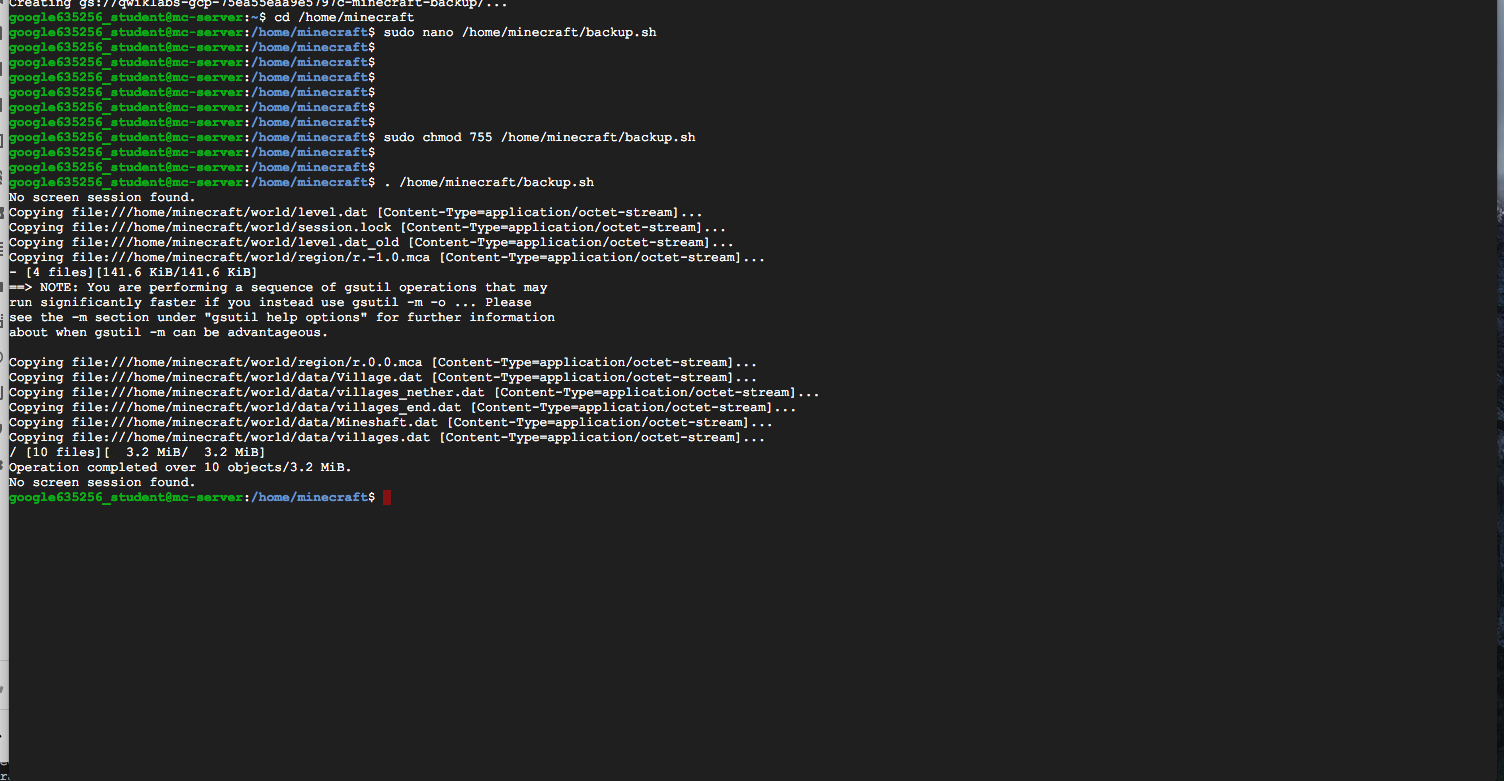 Creating gs://qwiklabs-gcp-75ea55eaa9e5797c-minecraft-backup/...
google635256_student@mc-server:~$ cd /home/minecraft
google635256_student@mc-server:/home/minecraft$ sudo nano /home/minecraft/backup.sh
google635256_student@mc-server:/home/minecraft$
google635256_student@mc-server:/home/minecraft$
google635256_student@mc-server:/home/minecraft$
google635256_student@mc-server:/home/minecraft$
google635256_student@mc-server:/home/minecraft$
google635256_student@mc-server:/home/minecraft$
google635256_student@mc-server:/home/minecraft$ sudo chmod 755 /home/minecraft/backup.sh
google635256_student@mc-server:/home/minecraft$
google635256_student@mc-server:/home/minecraft$
google635256_student@mc-server:/home/minecraft$ . /home/minecraft/backup.sh
No screen session found.
Copying file:///home/minecraft/world/level.dat [Content-Type=application/octet-stream]...
Copying file:///home/minecraft/world/session.lock [Content-Type=application/octet-stream]...
Copying file:///home/minecraft/world/level.dat_old [Content-Type=application/octet-stream]...
Copying file:///home/minecraft/world/region/r.-1.0.mca [Content-Type=application/octet-stream]...
- [4 files][141.6 KiB/141.6 KiB]
==> NOTE: You are performing a sequence of gsutil operations that may
run significantly faster if you instead use gsutil -m -o ... Please
see the -m section under "gsutil help options" for further information
about when gsutil -m can be advantageous.
Copying file:///home/minecraft/world/region/r.0.0.mca [Content-Type=application/octet-stream]...
Copying file:///home/minecraft/world/data/Village.dat [Content-Type=application/octet-stream]...
Copying file:///home/minecraft/world/data/villages_nether.dat [Content-Type=application/octet-stream]...
Copying file:///home/minecraft/world/data/villages_end.dat [Content-Type=application/octet-stream]...
Copying file:///home/minecraft/world/data/Mineshaft.dat [Content-Type=application/octet-stream]...
Copying file:///home/minecraft/world/data/villages.dat [Content-Type=application/octet-stream]...
/ [10 files][  3.2 MiB/  3.2 MiB]
Operation completed over 10 objects/3.2 MiB.
No screen session found.
google635256_student@mc-server:/home/minecraft$